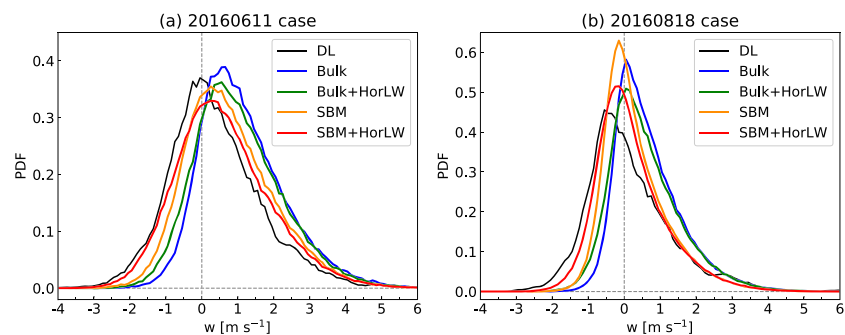 (a) 20160611 case
PDF
0.4
0.3
0.2
0.1
0.0
-4 -3 -2 -1 0 1 2 3 4 5 6
w [m s⁻¹]
DL
Bulk
Bulk+HorLW
SBM
SBM+HorLW
(b) 20160818 case
PDF
0.6
0.5
0.4
0.3
0.2
0.1
0.0
-4 -3 -2 -1 0 1 2 3 4 5 6
w [m s⁻¹]
DL
Bulk
Bulk+HorLW
SBM
SBM+HorLW